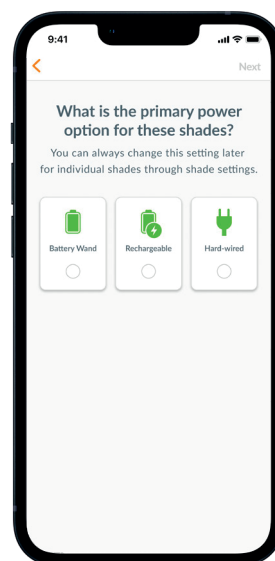 9:41
Next
What is the primary power
option for these shades?
You can always change this setting later
for individual shades through shade settings.
Battery Wand
Rechargeable
Hard-wired